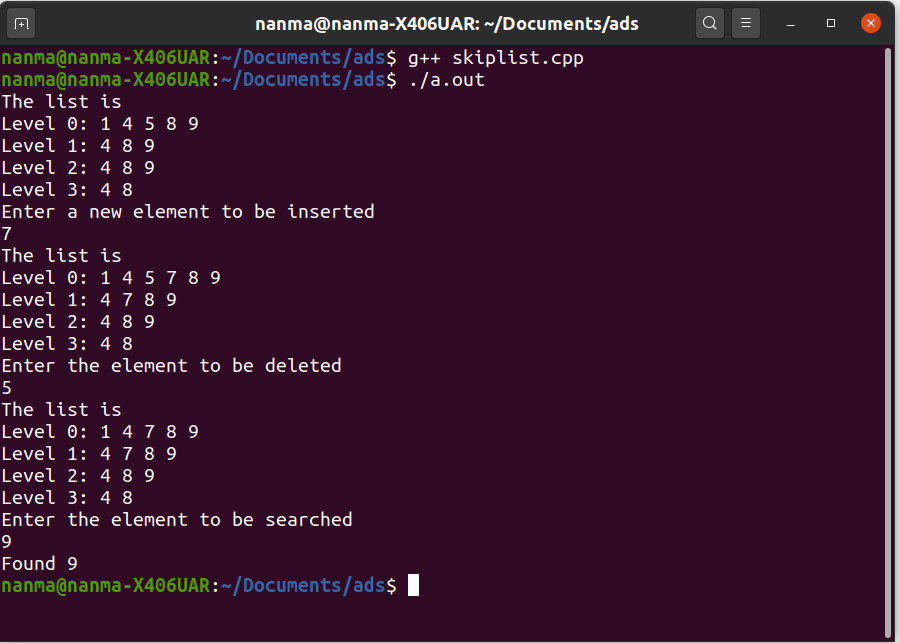 nanma@nanma-X406UAR: ~/Documents/ads
nanma@nanma-X406UAR:~/Documents/ads$ g++ skiplist.cpp
nanma@nanma-X406UAR:~/Documents/ads$ ./a.out
The list is
Level 0: 1 4 5 8 9
Level 1: 4 8 9
Level 2: 4 8 9
Level 3: 4 8
Enter a new element to be inserted
7
The list is
Level 0: 1 4 5 7 8 9
Level 1: 4 7 8 9
Level 2: 4 8 9
Level 3: 4 8
Enter the element to be deleted
5
The list is
Level 0: 1 4 7 8 9
Level 1: 4 7 8 9
Level 2: 4 8 9
Level 3: 4 8
Enter the element to be searched
9
Found 9
nanma@nanma-X406UAR:~/Documents/ads$